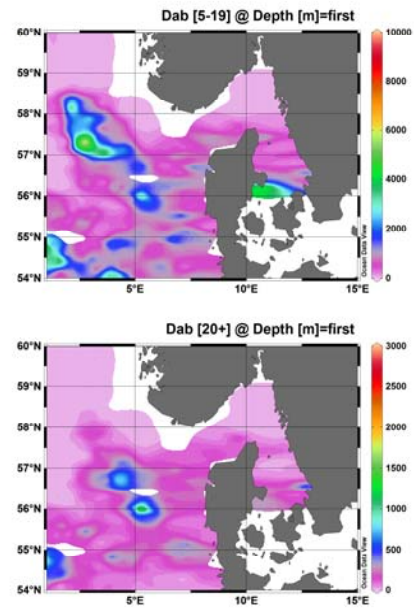 Dab [5-19] @ Depth [m]=first
60°N
59°N
58°N
57°N
56°N
55°N
54°N
5°E
10°E
15°E
10000
8000
6000
4000
2000
0
Ocean Data View
Dab [20+] @ Depth [m]=first
60°N
59°N
58°N
57°N
56°N
55°N
54°N
5°E
10°E
15°E
3000
2500
2000
1500
1000
500
0
Ocean Data View